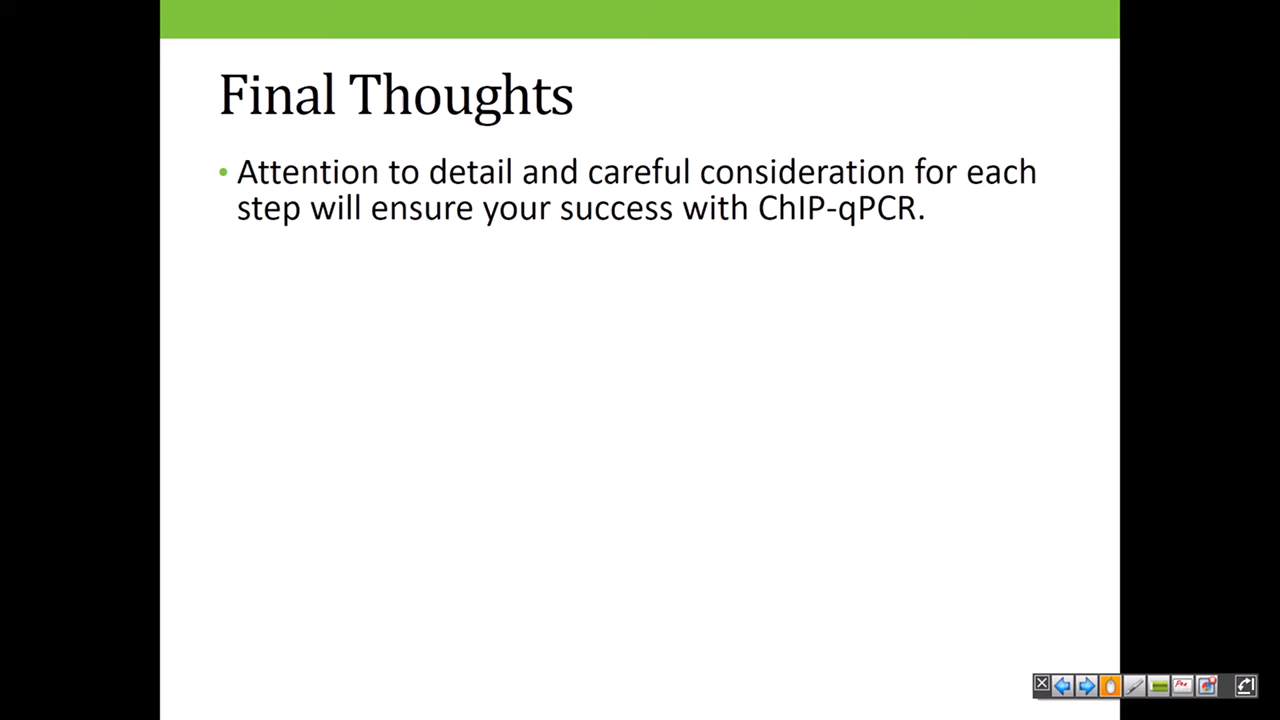 Final Thoughts
• Attention to detail and careful consideration for each
step will ensure your success with ChIP-qPCR.